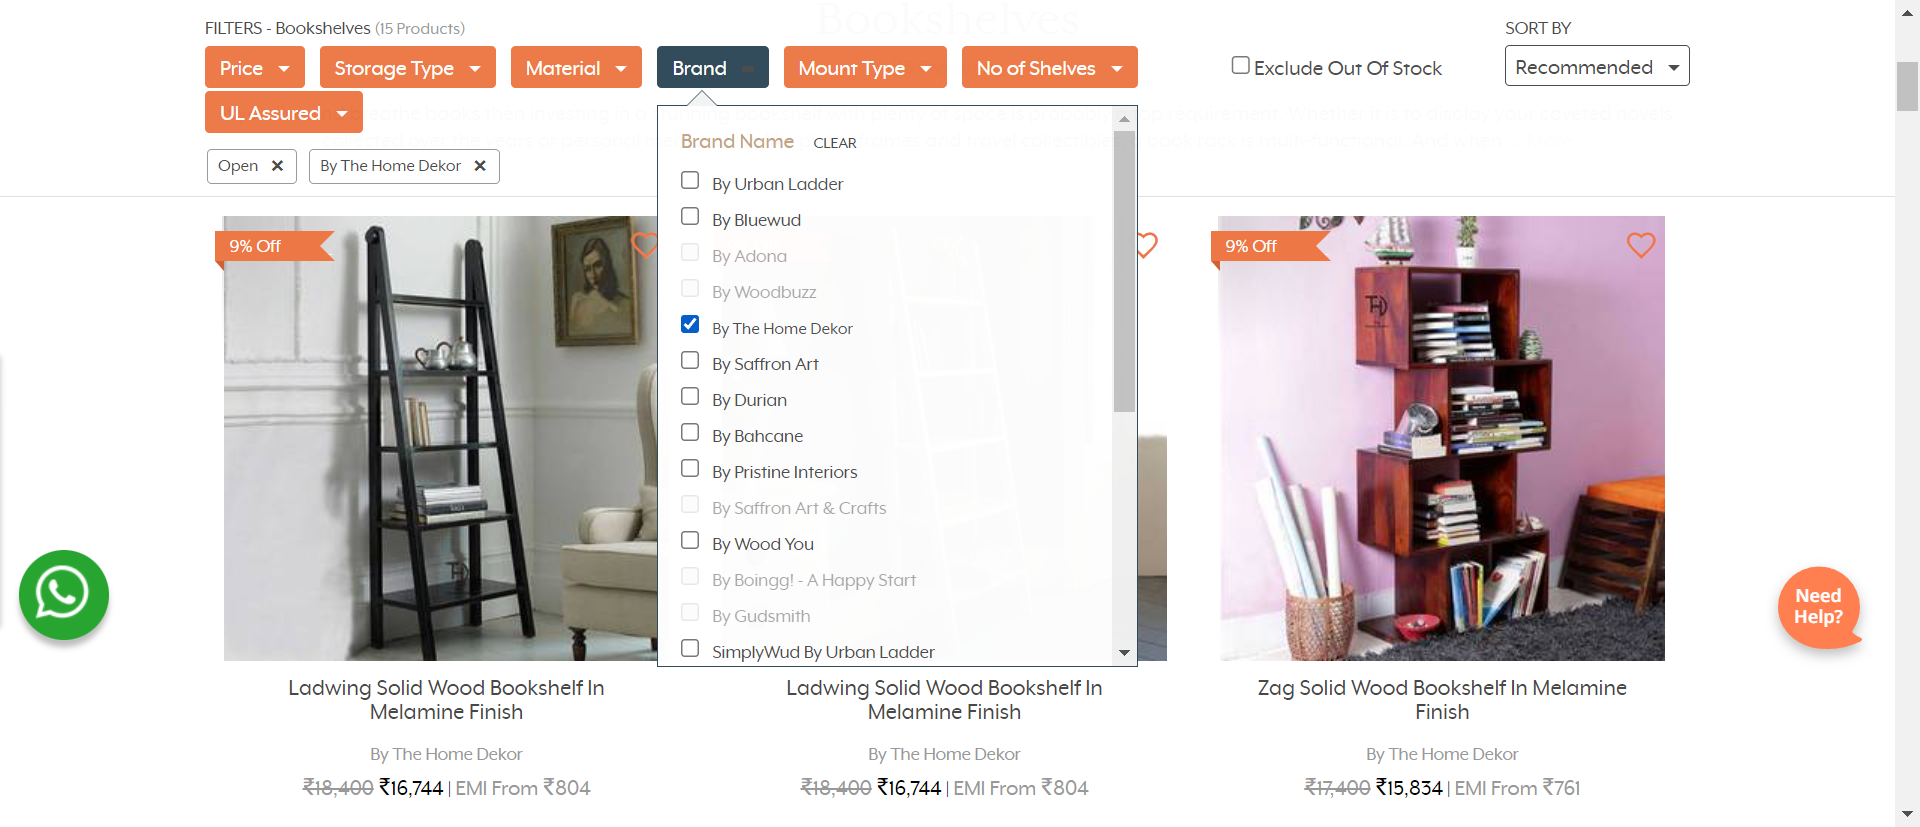 Bookshelves
FILTERS - Bookshelves (15 Products)
SORT BY
Price
Storage Type
Material
Brand
Mount Type
No of Shelves
Exclude Out Of Stock
Recommended
UL Assured
Open ✕
By The Home Dekor ✕
Brand Name CLEAR
By Urban Ladder
By Bluewud
By Adona
By Woodbuzz
By The Home Dekor
By Saffron Art
By Durian
By Bahcane
By Pristine Interiors
By Saffron Art & Crafts
By Wood You
By Boingg! - A Happy Start
By Gudsmith
SimplyWud By Urban Ladder
9% Off
9% Off
Need
Help?
Ladwing Solid Wood Bookshelf In
Melamine Finish
By The Home Dekor
₹18,400 ₹16,744 | EMI From ₹804
Ladwing Solid Wood Bookshelf In
Melamine Finish
By The Home Dekor
₹18,400 ₹16,744 | EMI From ₹804
Zag Solid Wood Bookshelf In Melamine
Finish
By The Home Dekor
₹17,400 ₹15,834 | EMI From ₹761